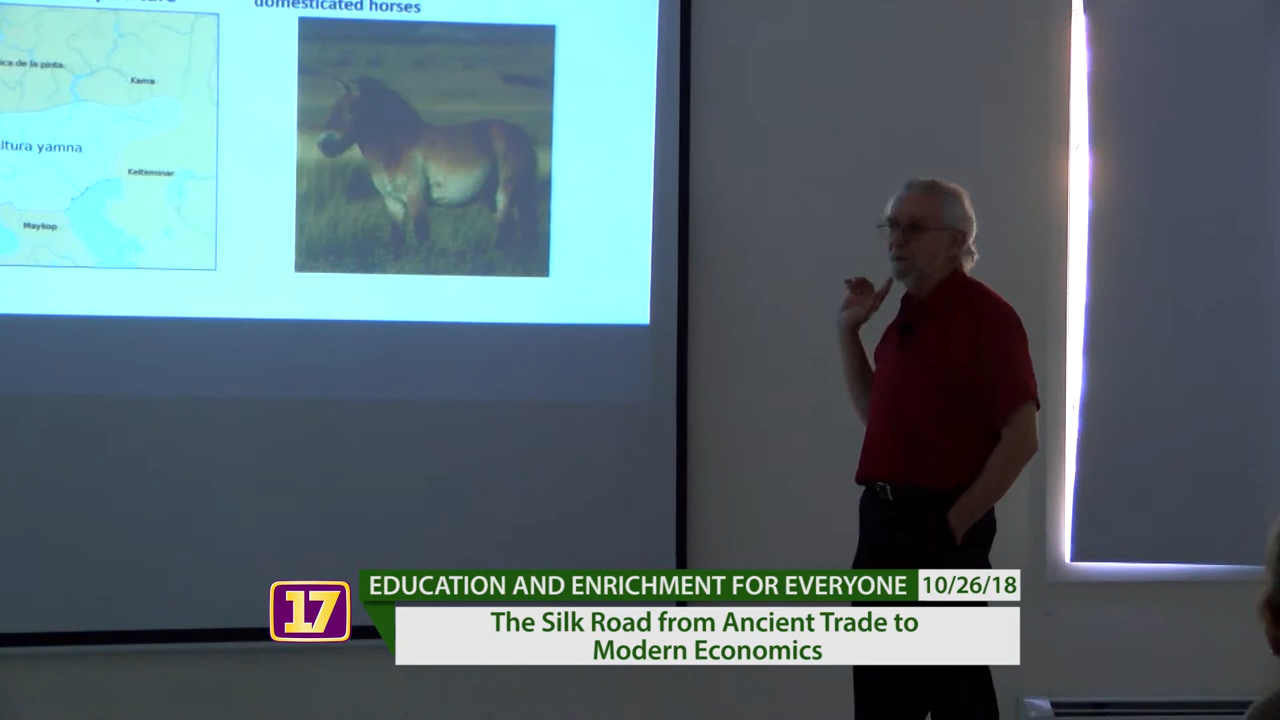 domesticated horses
ica de la pinta
Kama
ltura yamna
Kelteminar
Maykop
17
EDUCATION AND ENRICHMENT FOR EVERYONE
10/26/18
The Silk Road from Ancient Trade to
Modern Economics